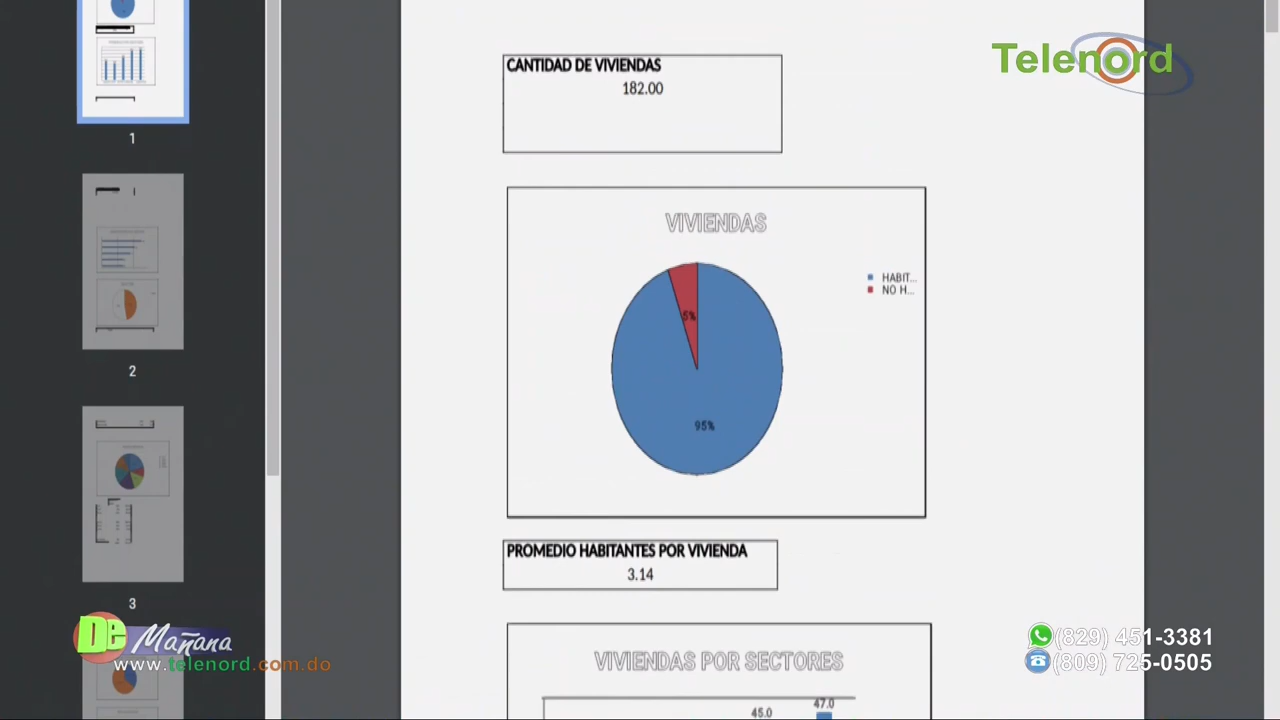 Telenord
CANTIDAD DE VIVIENDAS
182.00
VIVIENDAS
HABIT...
NO H...
5%
95%
PROMEDIO HABITANTES POR VIVIENDA
3.14
VIVIENDAS POR SECTORES
47.0
45.0
1
2
3
De Mañana
www.telenord.com.do
(829) 451-3381
(809) 725-0505